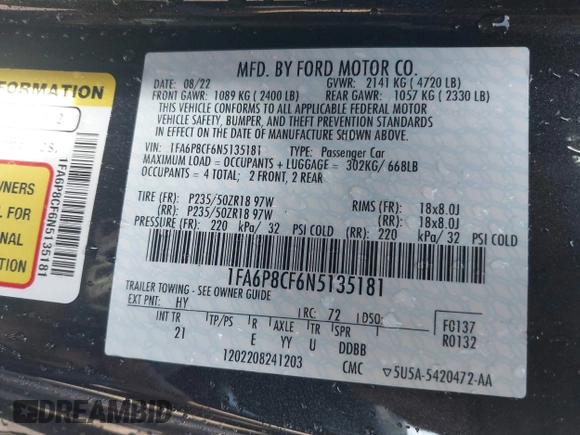 MFD. BY FORD MOTOR CO.
DATE: 08/22 GVWR: 2141 KG ( 4720 LB)
FRONT GAWR: 1089 KG ( 2400 LB) REAR GAWR: 1057 KG ( 2330 LB)
THIS VEHICLE CONFORMS TO ALL APPLICABLE FEDERAL MOTOR
VEHICLE SAFETY, BUMPER, AND THEFT PREVENTION STANDARDS IN
EFFECT ON THE DATE OF MANUFACTURE SHOWN ABOVE.
VIN: 1FA6P8CF6N5135181 TYPE: Passenger Car
MAXIMUM LOAD = OCCUPANTS + LUGGAGE = 302KG/ 668LB
OCCUPANTS = 4 TOTAL; 2 FRONT, 2 REAR
TIRE (FR): P235/50ZR18 97W RIMS (FR): 18x8.0J
(RR): P235/50ZR18 97W (RR): 18x8.0J
PRESSURE (FR): 220 kPa/ 32 PSI COLD (RR): 220 kPa/ 32 PSI COLD
1FA6P8CF6N5135181
TRAILER TOWING - SEE OWNER GUIDE
EXT PNT: HY RC: 72 DSO:
INT TR TP/PS R AXLE TR SPR
21 E YY U DDBB
F0137
R0132
1202208241203 CMC ▽5U5A-5420472-AA
FORMATION
2
WNERS
L FOR
ONAL
ION
1FA6P8CF6N5135181
DREAMBID